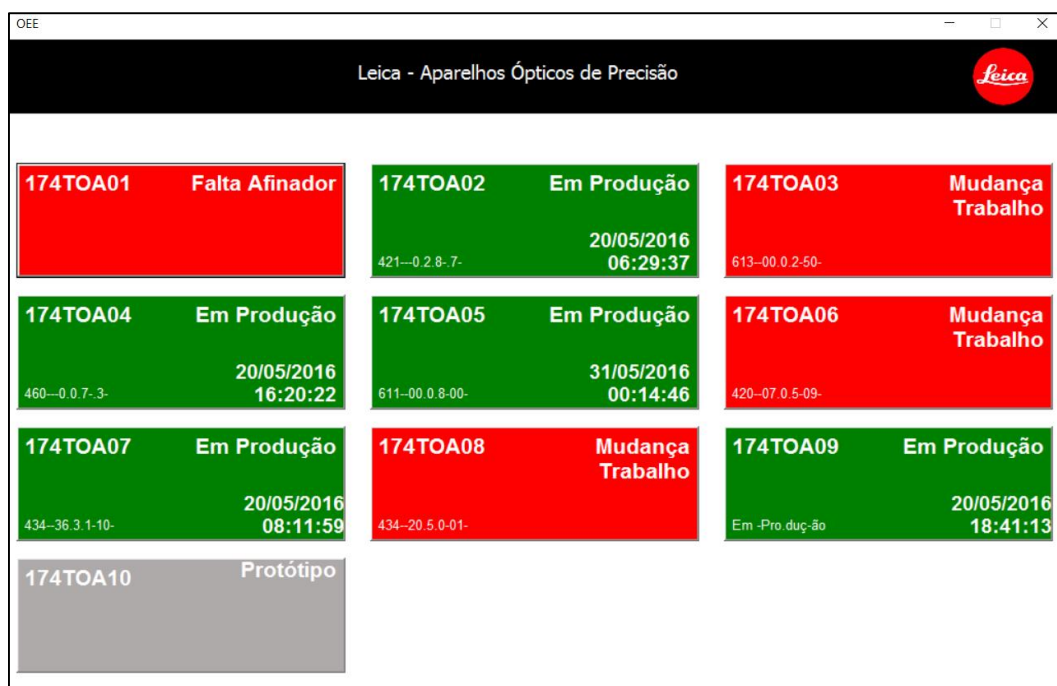 OEE
Leica - Aparelhos Ópticos de Precisão
Leica
174TOA01 Falta Afinador
174TOA02 Em Produção
20/05/2016
421---0.2.8-.7- 06:29:37
174TOA03 Mudança
Trabalho
613--00.0.2-50-
174TOA04 Em Produção
20/05/2016
460---0.0.7-.3- 16:20:22
174TOA05 Em Produção
31/05/2016
611--00.0.8-00- 00:14:46
174TOA06 Mudança
Trabalho
420--07.0.5-09-
174TOA07 Em Produção
20/05/2016
434--36.3.1-10- 08:11:59
174TOA08 Mudança
Trabalho
434--20.5.0-01-
174TOA09 Em Produção
20/05/2016
Em -Pro.duç-ão 18:41:13
174TOA10 Protótipo